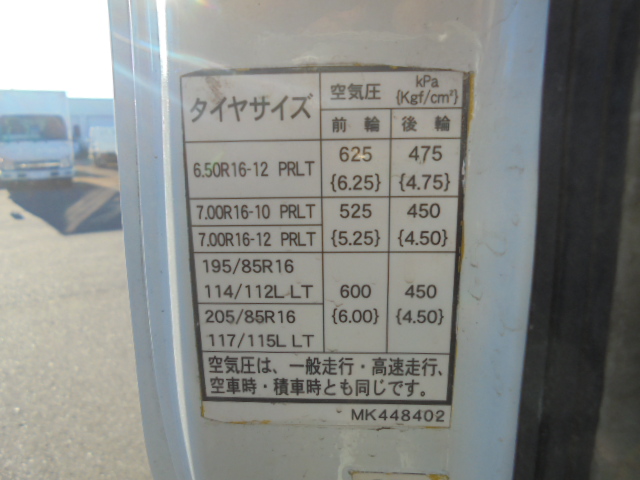 タイヤサイズ 空気圧 kPa
{Kgf/cm²}
前輪 後輪
6.50R16-12 PRLT 625 475
{6.25} {4.75}
7.00R16-10 PRLT 525 450
7.00R16-12 PRLT {5.25} {4.50}
195/85R16
114/112L LT 600 450
205/85R16 {6.00} {4.50}
117/115L LT
空気圧は、一般走行・高速走行、
空車時・積車時とも同じです。
MK448402